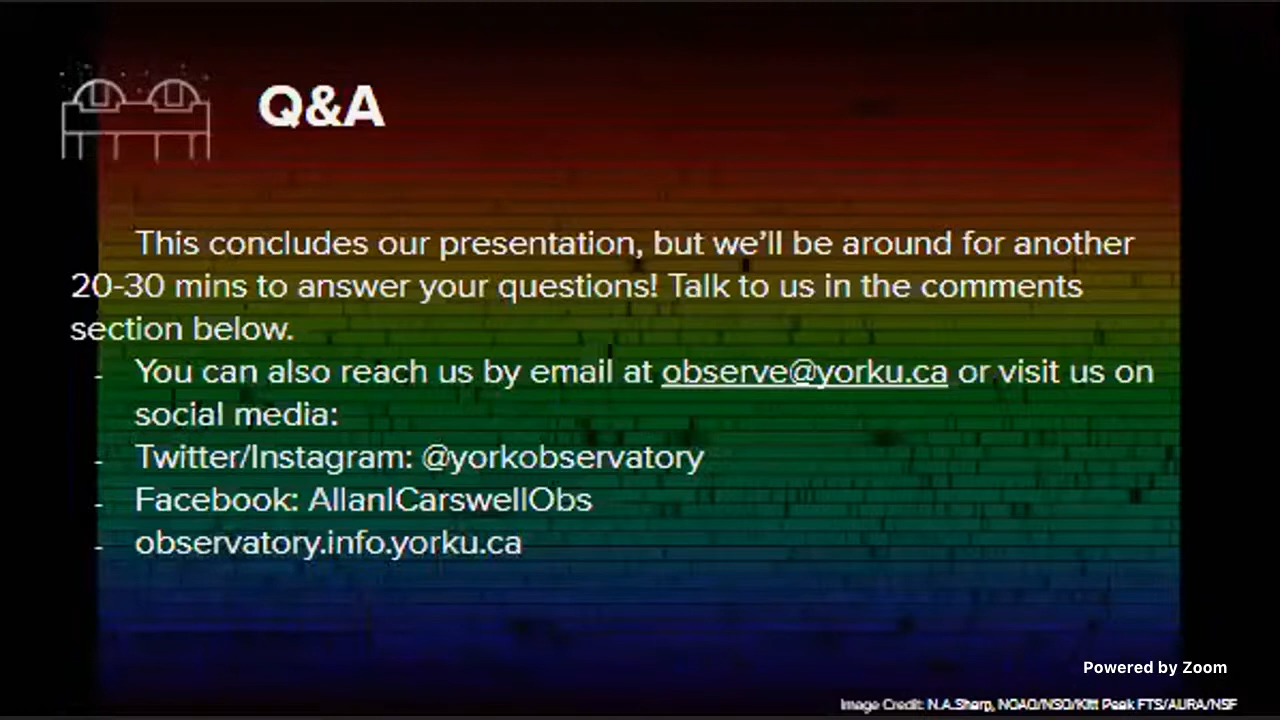 Q&A
This concludes our presentation, but we'll be around for another
20-30 mins to answer your questions! Talk to us in the comments
section below.
- You can also reach us by email at observe@yorku.ca or visit us on
social media:
- Twitter/Instagram: @yorkobservatory
- Facebook: AllanICarswellObs
- observatory.info.yorku.ca
Powered by Zoom
Image Credit: N.A.Sharp, NOAO/NSO/Kitt Peak FTS/AURA/NSF